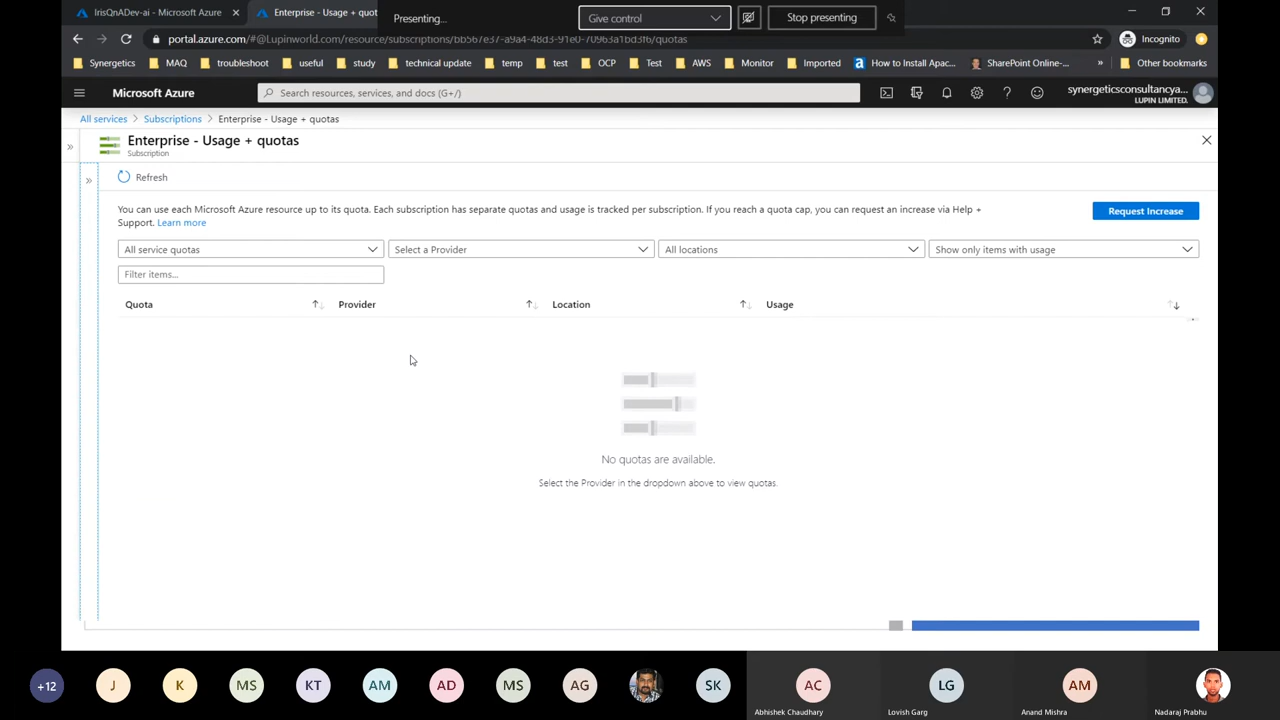 IrisQnADev-ai - Microsoft Azure
Enterprise - Usage + quot
Presenting...
Give control
Stop presenting
portal.azure.com/#@Lupinworld.com/resource/subscriptions/bb567e37-a9a4-48d3-91e0-70963a1bd3f6/quotas
Incognito
Synergetics
MAQ
troubleshoot
useful
study
technical update
temp
test
OCP
Test
AWS
Monitor
Imported
How to Install Apac...
SharePoint Online-...
»
Other bookmarks
Microsoft Azure
Search resources, services, and docs (G+/)
synergeticsconsultancya...
LUPIN LIMITED.
All services
Subscriptions
Enterprise - Usage + quotas
Enterprise - Usage + quotas
Subscription
Refresh
You can use each Microsoft Azure resource up to its quota. Each subscription has separate quotas and usage is tracked per subscription. If you reach a quota cap, you can request an increase via Help +
Support. Learn more
Request Increase
All service quotas
Select a Provider
All locations
Show only items with usage
Filter items...
Quota
Provider
Location
Usage
No quotas are available.
Select the Provider in the dropdown above to view quotas.
+12
J
K
MS
KT
AM
AD
MS
AG
SK
AC
LG
AM
Abhishek Chaudhary
Lovish Garg
Anand Mishra
Nadaraj Prabhu